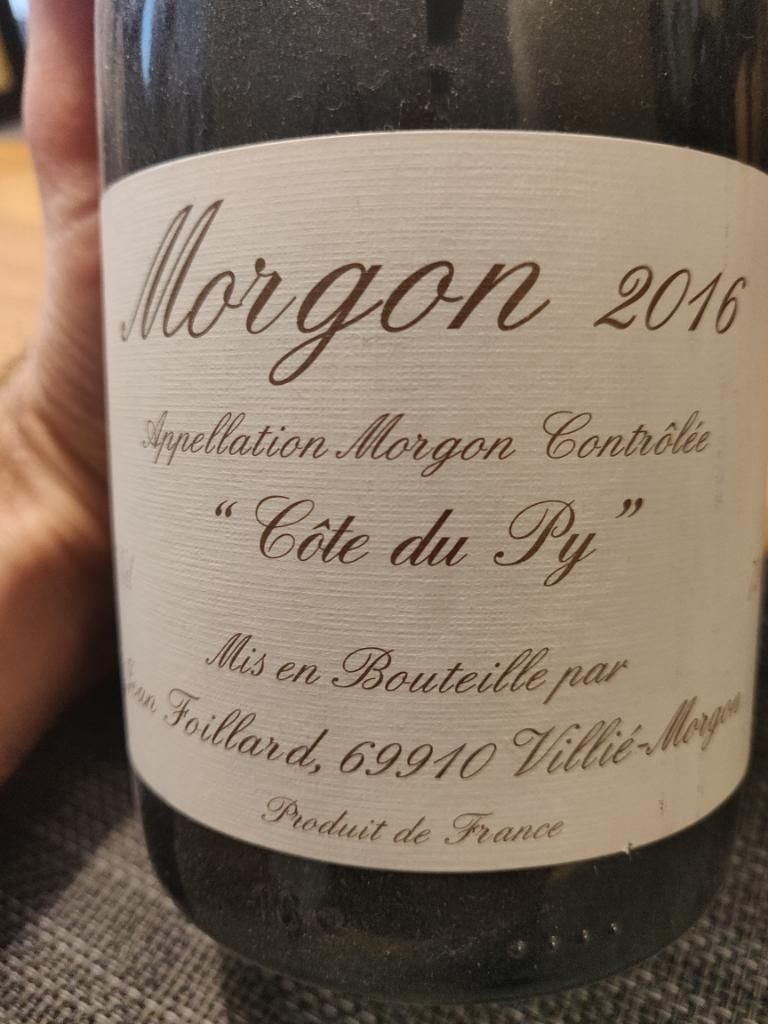 Morgon 2016
Appellation Morgon Contrôlée
“Côte du Py”
Mis en Bouteille par
Jean Foillard, 69910 Villié-Morgon
Produit de France